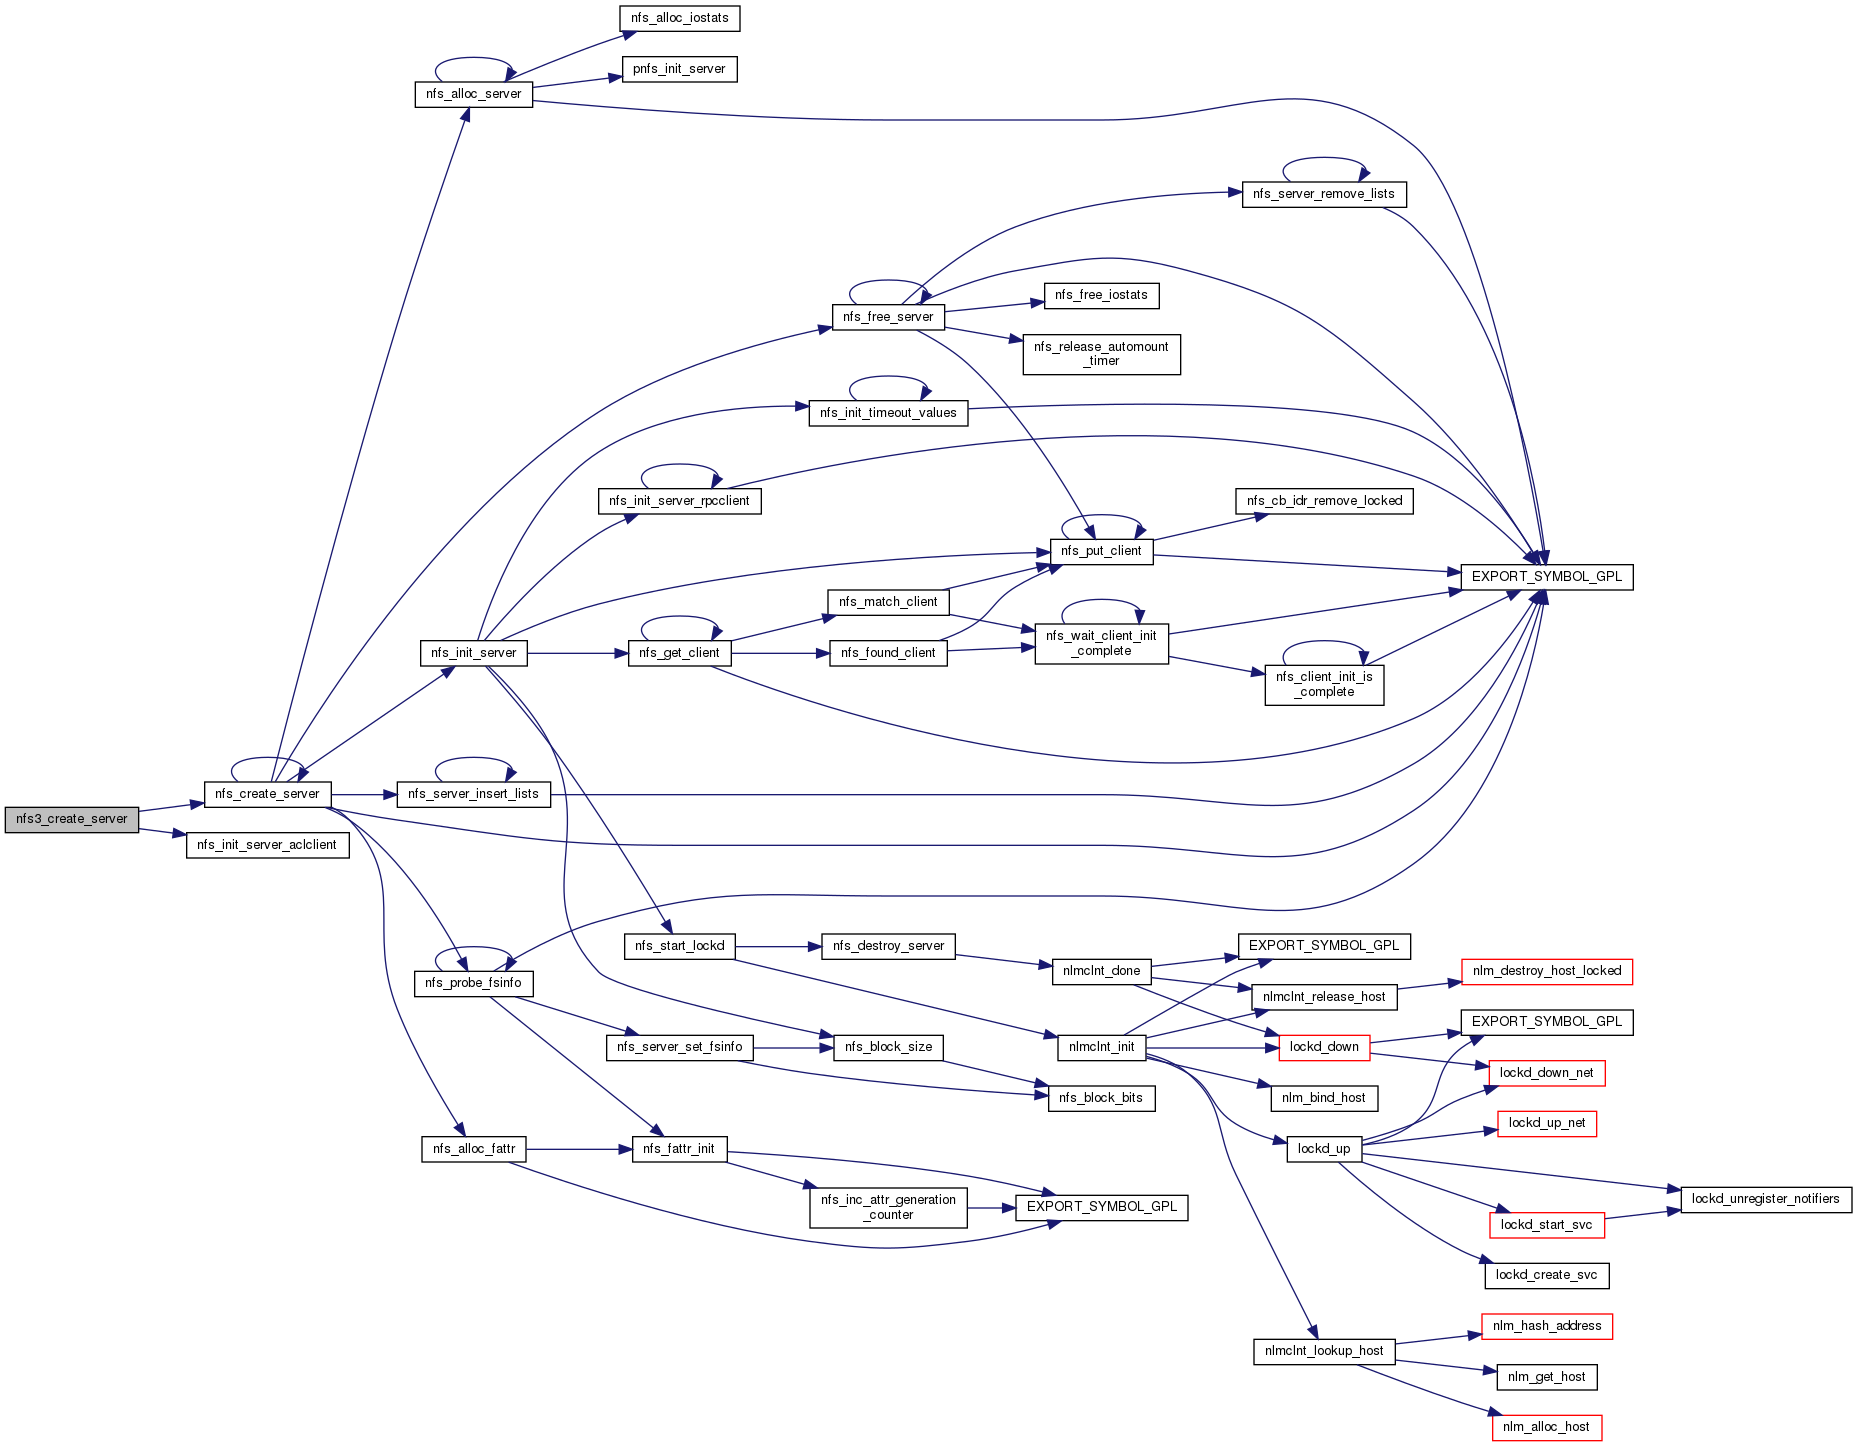 nfs_alloc_iostats
pnfs_init_server
nfs_alloc_server
nfs_server_remove_lists
nfs_free_iostats
nfs_free_server
nfs_release_automount
_timer
nfs_init_timeout_values
nfs_init_server_rpcclient
nfs_cb_idr_remove_locked
nfs_put_client
EXPORT_SYMBOL_GPL
nfs_match_client
nfs_init_server
nfs_get_client
nfs_found_client
nfs_wait_client_init
_complete
nfs_client_init_is
_complete
nfs_create_server
nfs_server_insert_lists
nfs3_create_server
nfs_init_server_aclclient
nfs_start_lockd
nfs_destroy_server
EXPORT_SYMBOL_GPL
nlmclnt_done
nlm_destroy_host_locked
nfs_probe_fsinfo
nlmclnt_release_host
EXPORT_SYMBOL_GPL
nfs_server_set_fsinfo
nfs_block_size
nlmclnt_init
lockd_down
lockd_down_net
nfs_block_bits
nlm_bind_host
lockd_up_net
nfs_alloc_fattr
nfs_fattr_init
lockd_up
nfs_inc_attr_generation
_counter
EXPORT_SYMBOL_GPL
lockd_unregister_notifiers
lockd_start_svc
lockd_create_svc
nlm_hash_address
nlmclnt_lookup_host
nlm_get_host
nlm_alloc_host